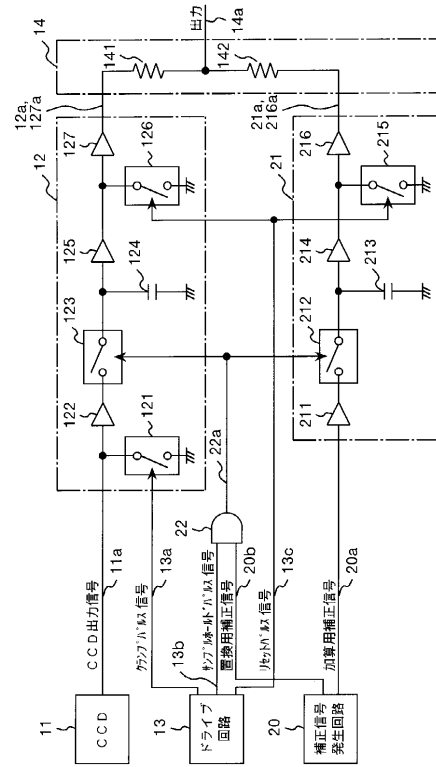 14
141
出力
14a
142
12a,
127a
21a,
216a
12
127
126
125
124
123
122
121
21
216
215
214
213
212
211
22a
22
ＣＣＤ出力信号
11a
クランプパルス信号
13a
サンプルホールドパルス信号
13b
置換用補正信号
20b
リセットパルス信号
13c
加算用補正信号
20a
11
ＣＣＤ
13
ドライブ
回路
20
補正信号
発生回路